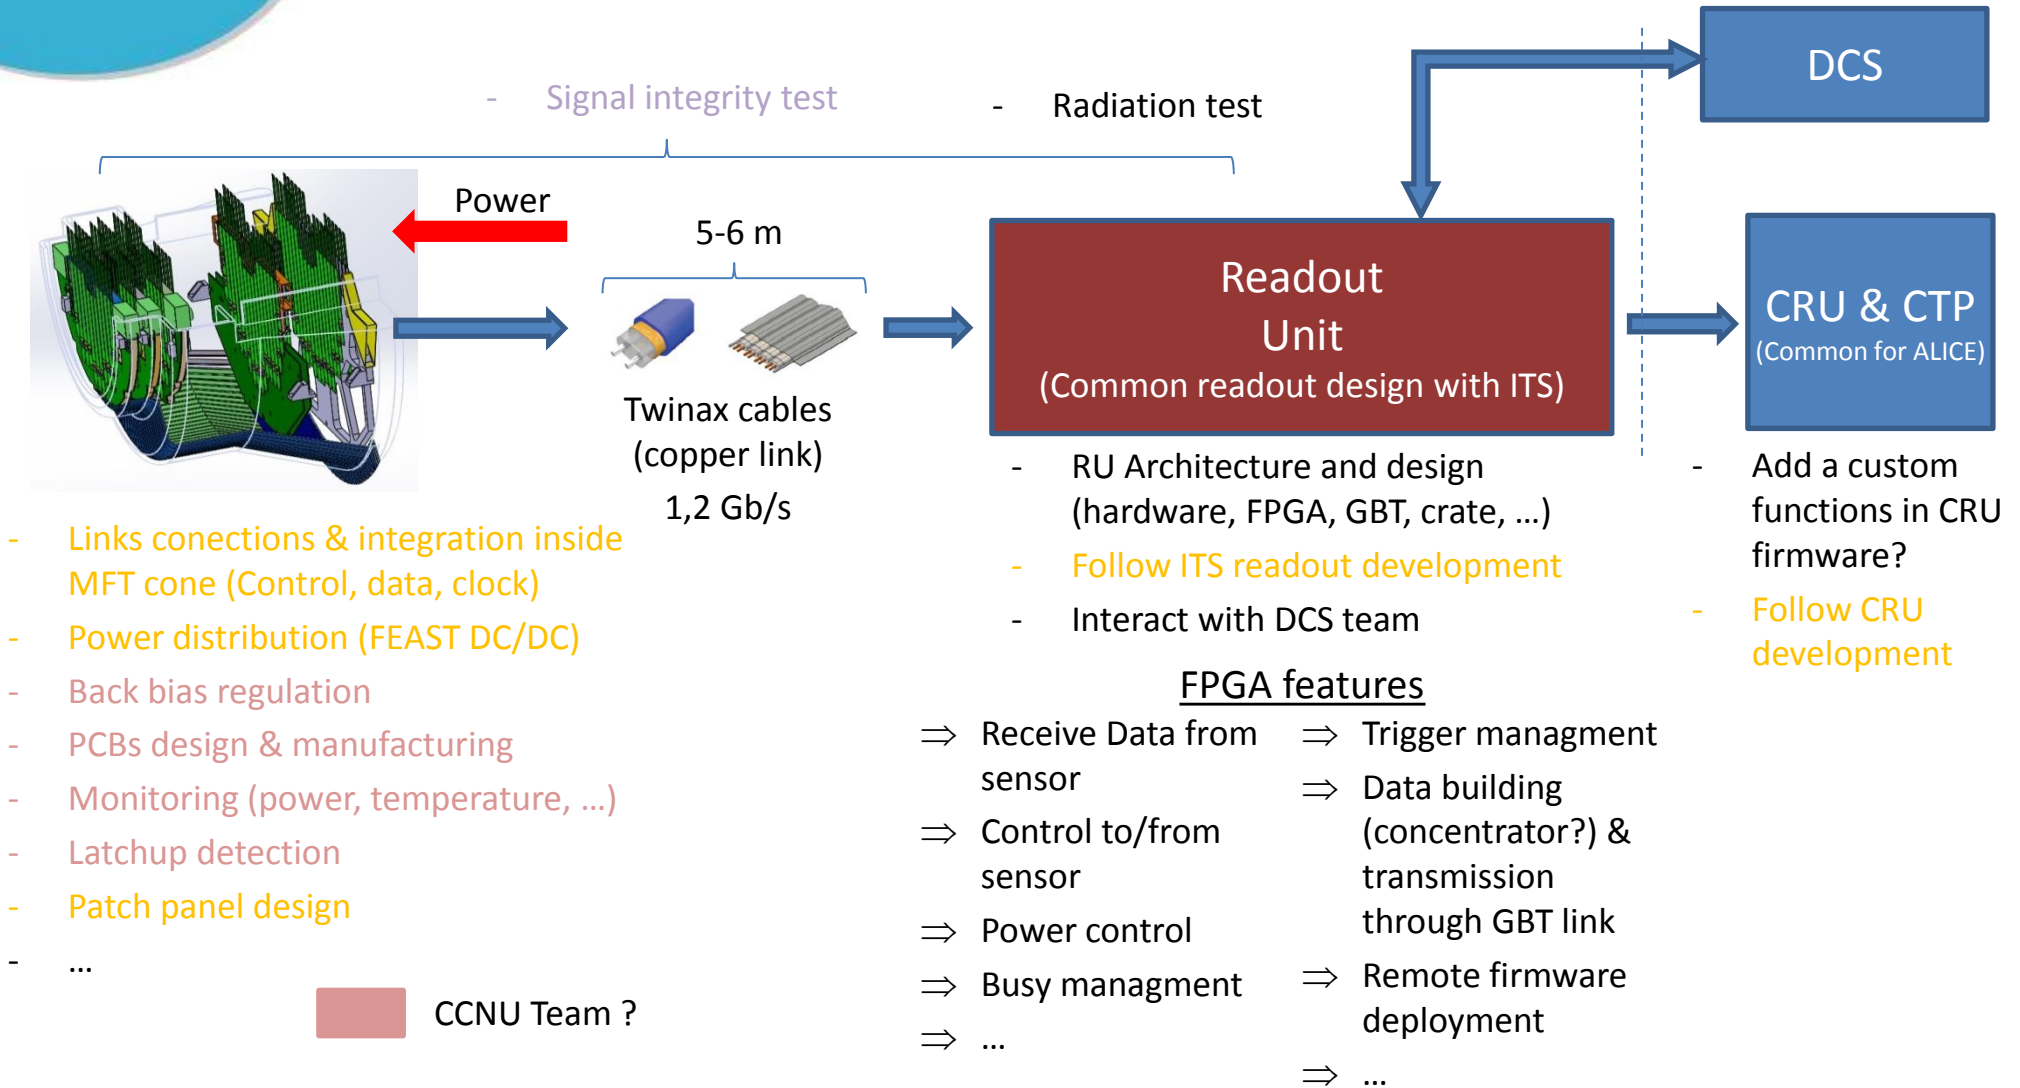 DCS
- Signal integrity test
- Radiation test
Power
5-6 m
Readout
Unit
(Common readout design with ITS)
CRU & CTP
(Common for ALICE)
Twinax cables
(copper link)
1,2 Gb/s
- Links conections & integration inside
MFT cone (Control, data, clock)
- Power distribution (FEAST DC/DC)
- Back bias regulation
- PCBs design & manufacturing
- Monitoring (power, temperature, ...)
- Latchup detection
- Patch panel design
- ...
CCNU Team ?
- RU Architecture and design
(hardware, FPGA, GBT, crate, ...)
- Follow ITS readout development
- Interact with DCS team
- Add a custom
functions in CRU
firmware?
- Follow CRU
development
FPGA features
⇒ Receive Data from
sensor
⇒ Control to/from
sensor
⇒ Power control
⇒ Busy managment
⇒ ...
⇒ Trigger managment
⇒ Data building
(concentrator?) &
transmission
through GBT link
⇒ Remote firmware
deployment
⇒ ...